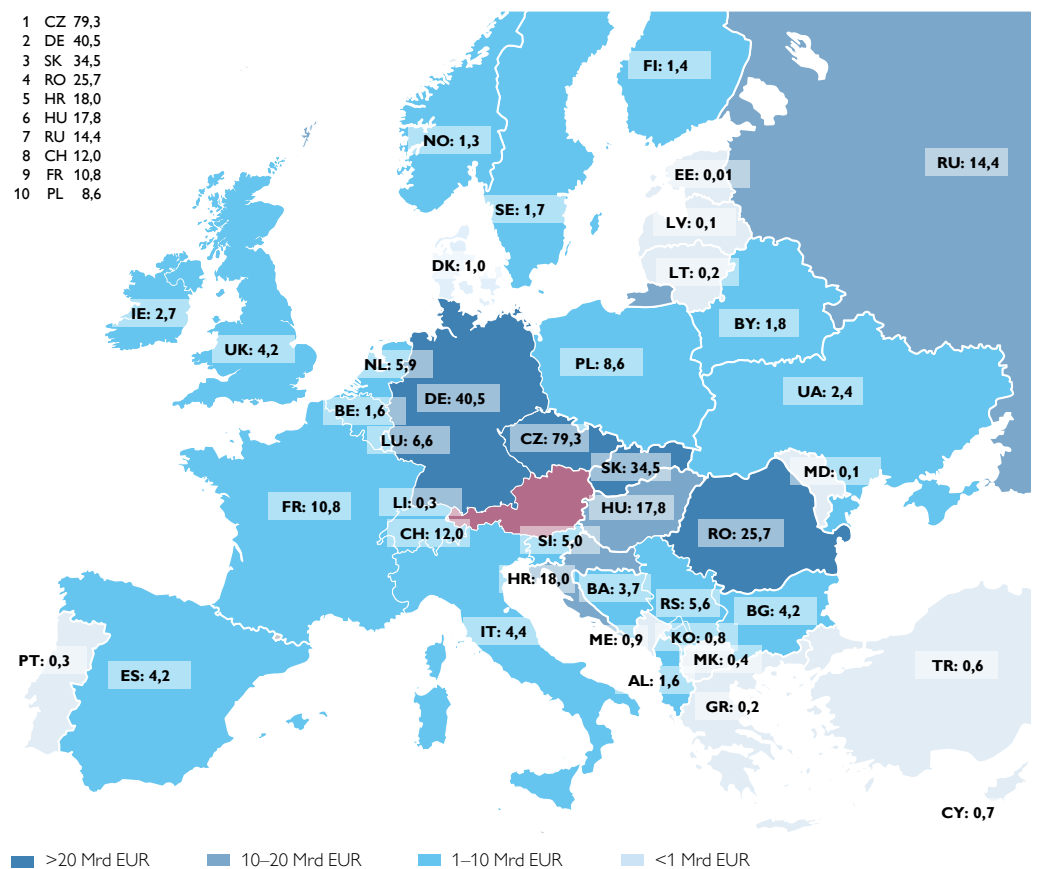 1 CZ 79,3
2 DE 40,5
3 SK 34,5
4 RO 25,7
5 HR 18,0
6 HU 17,8
7 RU 14,4
8 CH 12,0
9 FR 10,8
10 PL 8,6
FI: 1,4
NO: 1,3
RU: 14,4
EE: 0,01
SE: 1,7
LV: 0,1
DK: 1,0
LT: 0,2
IE: 2,7
BY: 1,8
UK: 4,2
NL: 5,9
PL: 8,6
UA: 2,4
DE: 40,5
BE: 1,6
LU: 6,6
CZ: 79,3
SK: 34,5
MD: 0,1
LI: 0,3
FR: 10,8
HU: 17,8
CH: 12,0
SI: 5,0
RO: 25,7
HR: 18,0
BA: 3,7
RS: 5,6
BG: 4,2
IT: 4,4
ME: 0,9
KO: 0,8
PT: 0,3
MK: 0,4
TR: 0,6
ES: 4,2
AL: 1,6
GR: 0,2
CY: 0,7
>20 Mrd EUR
10–20 Mrd EUR
1–10 Mrd EUR
<1 Mrd EUR